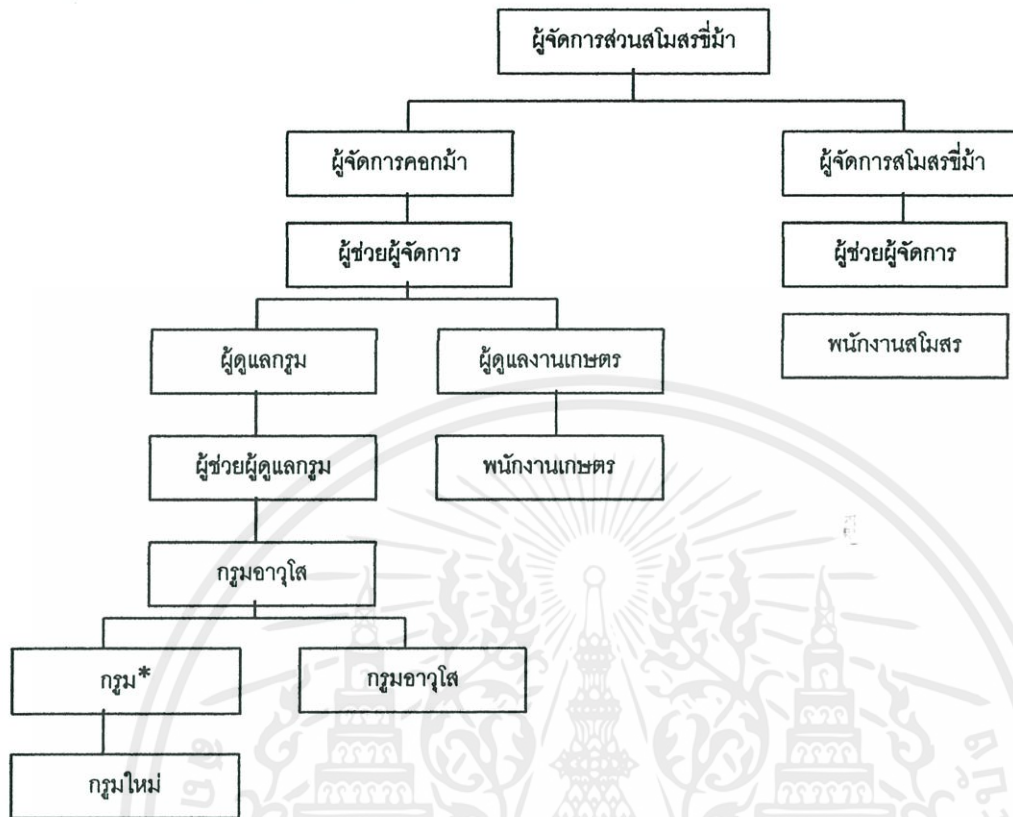 ผู้จัดการส่วนสโมสรขี่ม้า
ผู้จัดการคอกม้า
ผู้จัดการสโมสรขี่ม้า
ผู้ช่วยผู้จัดการ
ผู้ช่วยผู้จัดการ
ผู้ดูแลกรูม
ผู้ดูแลงานเกษตร
พนักงานสโมสร
ผู้ช่วยผู้ดูแลกรูม
พนักงานเกษตร
กรูมอาวุโส
กรูม*
กรูมอาวุโส
กรูมใหม่